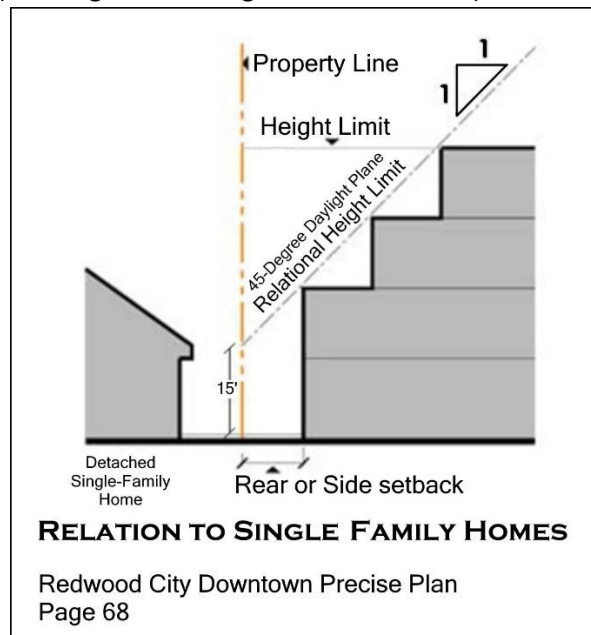 Property Line
1
1
Height Limit
45-Degree Daylight Plane
Relational Height Limit
15'
Detached
Single-Family
Home
Rear or Side setback
RELATION TO SINGLE FAMILY HOMES
Redwood City Downtown Precise Plan
Page 68